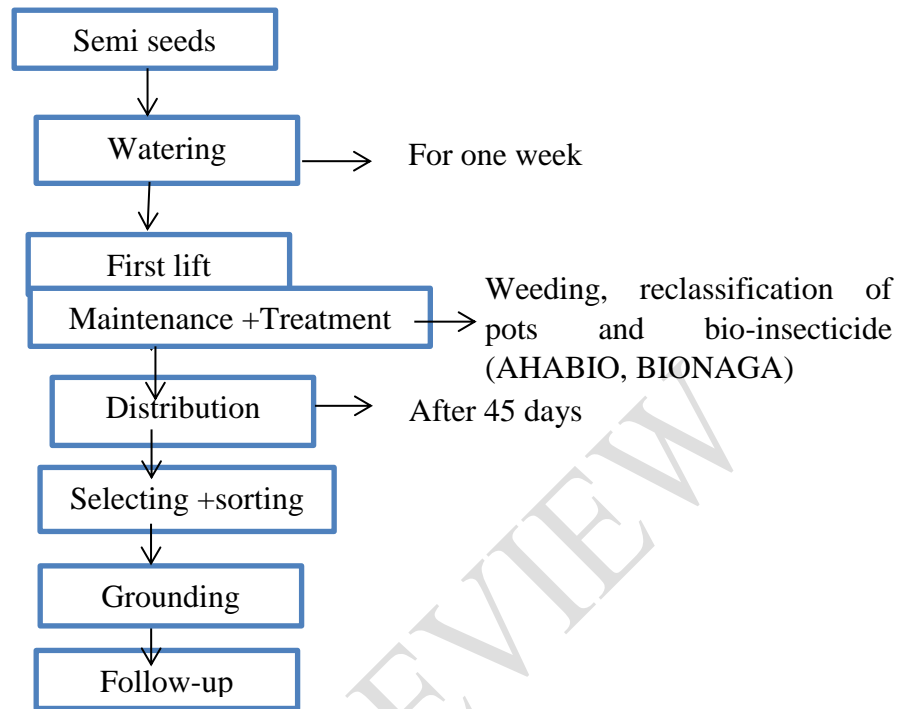 Semi seeds
Watering
For one week
First lift
Maintenance +Treatment
Weeding, reclassification of
pots and bio-insecticide
(AHABIO, BIONAGA)
Distribution
After 45 days
Selecting +sorting
Grounding
Follow-up
EVIEW